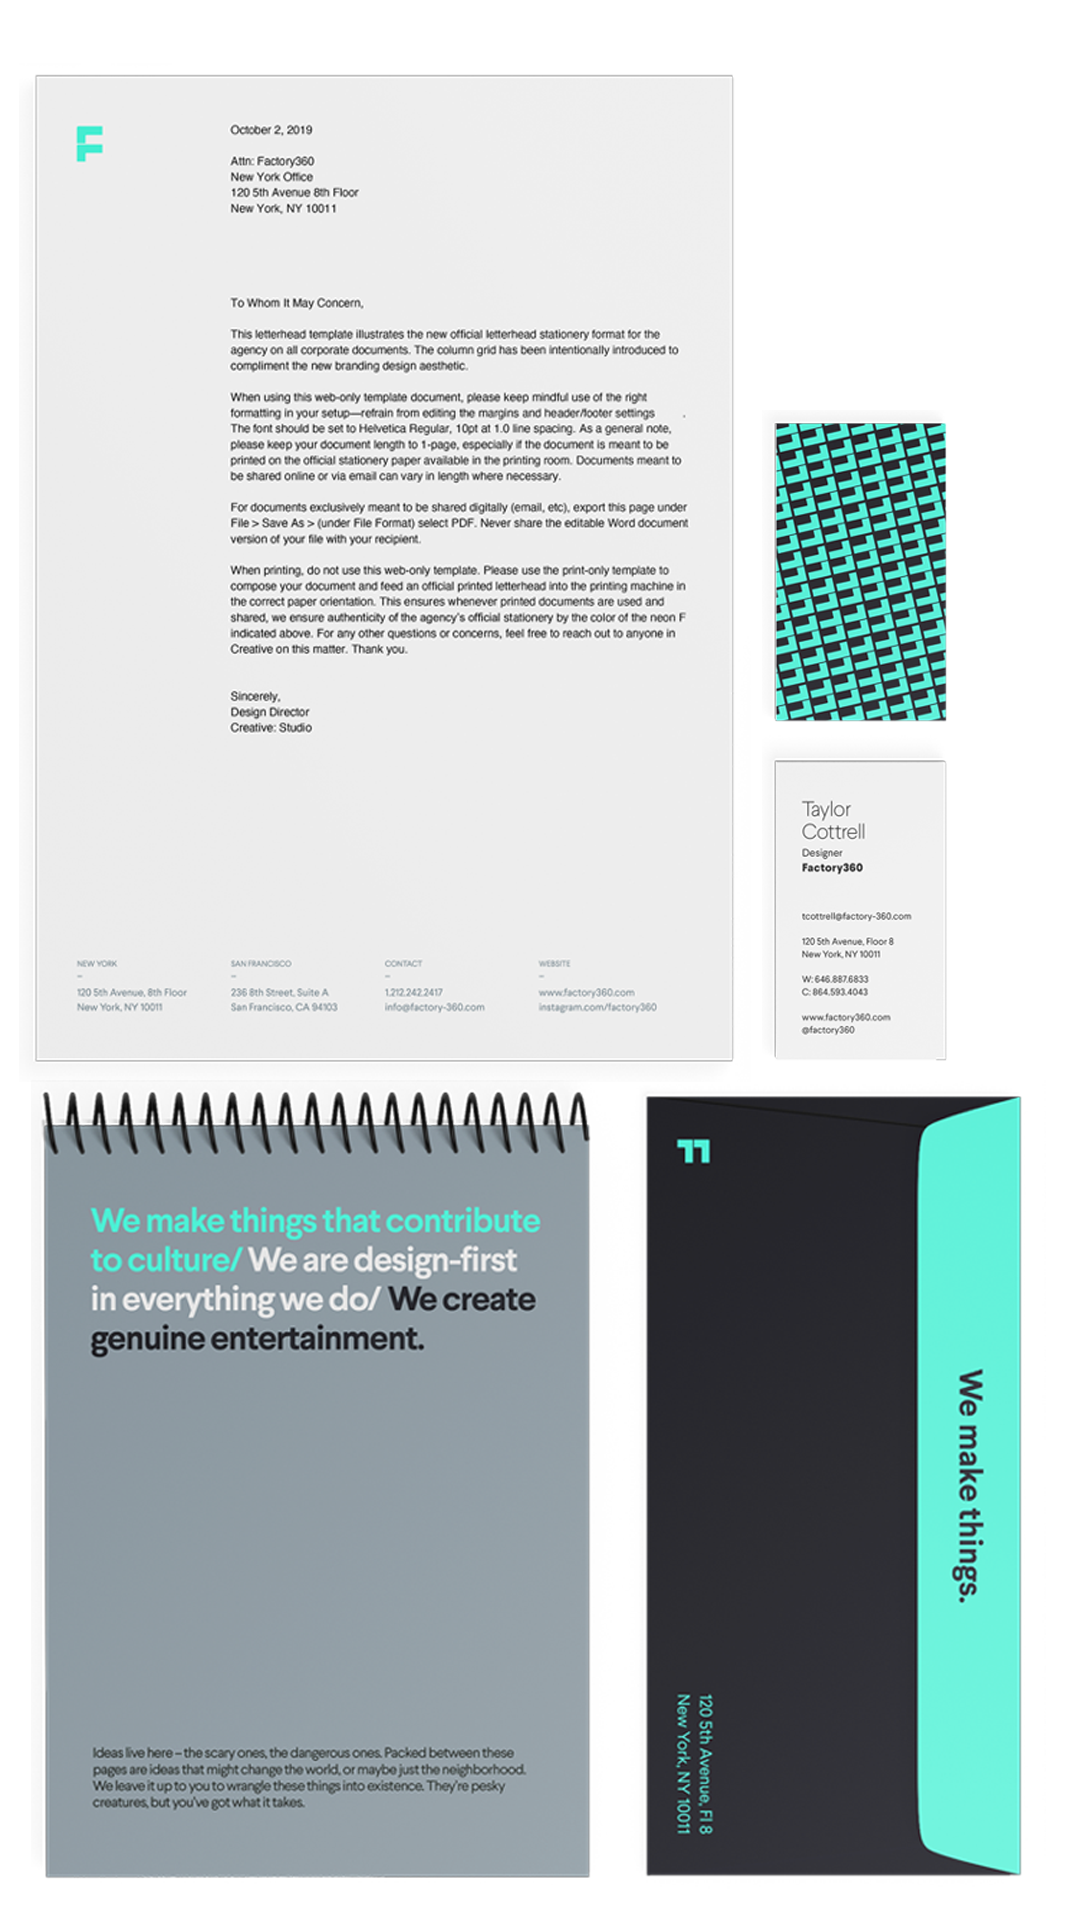 F
October 2, 2019
Attn: Factory360
New York Office
120 5th Avenue 8th Floor
New York, NY 10011
To Whom It May Concern,
This letterhead template illustrates the new official letterhead stationery format for the
agency on all corporate documents. The column grid has been intentionally introduced to
compliment the new branding design aesthetic.
When using this web-only template document, please keep mindful use of the right
formatting in your setup—refrain from editing the margins and header/footer settings .
The font should be set to Helvetica Regular, 10pt at 1.0 line spacing. As a general note,
please keep your document length to 1-page, especially if the document is meant to be
printed on the official stationery paper available in the printing room. Documents meant to
be shared online or via email can vary in length where necessary.
For documents exclusively meant to be shared digitally (email, etc), export this page under
File > Save As > (under File Format) select PDF. Never share the editable Word document
version of your file with your recipient.
When printing, do not use this web-only template. Please use the print-only template to
compose your document and feed an official printed letterhead into the printing machine in
the correct paper orientation. This ensures whenever printed documents are used and
shared, we ensure authenticity of the agency's official stationery by the color of the neon F
indicated above. For any other questions or concerns, feel free to reach out to anyone in
Creative on this matter. Thank you.
Sincerely,
Design Director
Creative: Studio
NEW YORK
–
120 5th Avenue, 8th Floor
New York, NY 10011
SAN FRANCISCO
–
236 8th Street, Suite A
San Francisco, CA 94103
CONTACT
–
1.212.242.2417
info@factory-360.com
WEBSITE
–
www.factory360.com
instagram.com/factory360
Taylor
Cottrell
Designer
Factory360
tcottrell@factory-360.com
120 5th Avenue, Floor 8
New York, NY 10011
W: 646.887.6833
C: 864.593.4043
www.factory360.com
@factory360
We make things that contribute
to culture/ We are design-first
in everything we do/ We create
genuine entertainment.
Ideas live here – the scary ones, the dangerous ones. Packed between these
pages are ideas that might change the world, or maybe just the neighborhood.
We leave it up to you to wrangle these things into existence. They're pesky
creatures, but you've got what it takes.
F
We make things.
120 5th Avenue, Fl 8
New York, NY 10011